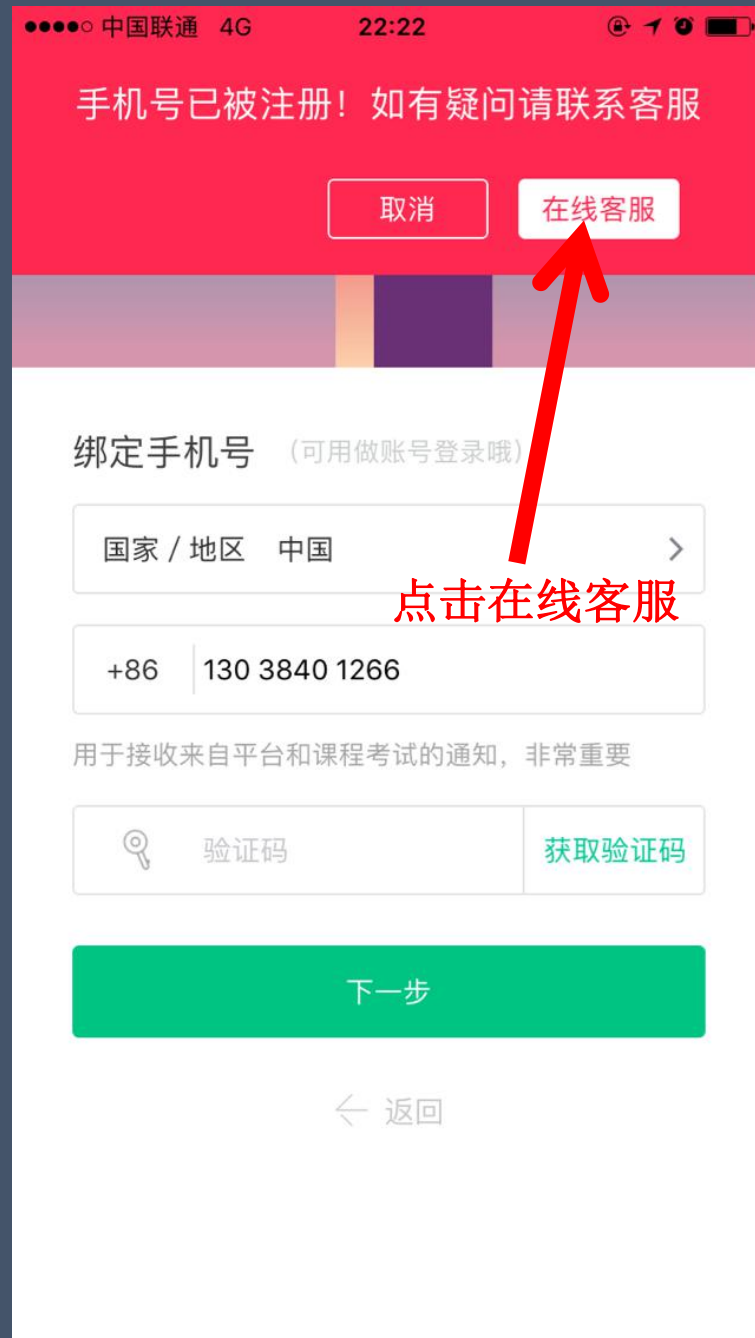 中国联通 4G 22:22
手机号已被注册！如有疑问请联系客服
取消 在线客服
绑定手机号 （可用做账号登录哦）
国家 / 地区 中国
点击在线客服
+86 130 3840 1266
用于接收来自平台和课程考试的通知，非常重要
验证码 获取验证码
下一步
返回